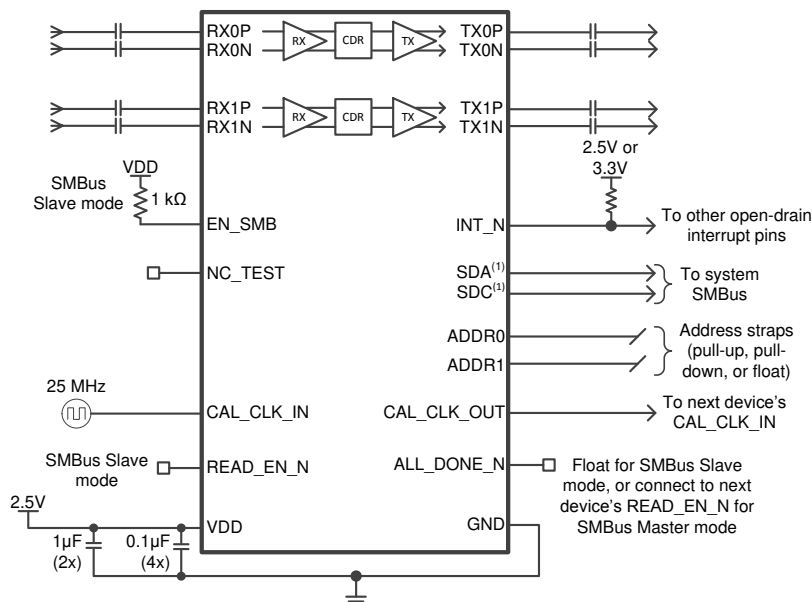 RX0P RX CDR TX TX0P
RX0N TX0N
RX1P RX CDR TX TX1P
RX1N TX1N
2.5V or
3.3V
VDD
SMBus
Slave mode
1 kΩ
EN_SMB
INT_N
To other open-drain
interrupt pins
NC_TEST
SDA(1)
SDC(1)
To system
SMBus
ADDR0
ADDR1
Address straps
(pull-up, pull-
down, or float)
25 MHz
CAL_CLK_IN
CAL_CLK_OUT
To next device's
CAL_CLK_IN
SMBus Slave
mode
READ_EN_N
ALL_DONE_N
Float for SMBus Slave
mode, or connect to next
device's READ_EN_N for
SMBus Master mode
2.5V
VDD
GND
1μF
(2x)
0.1μF
(4x)